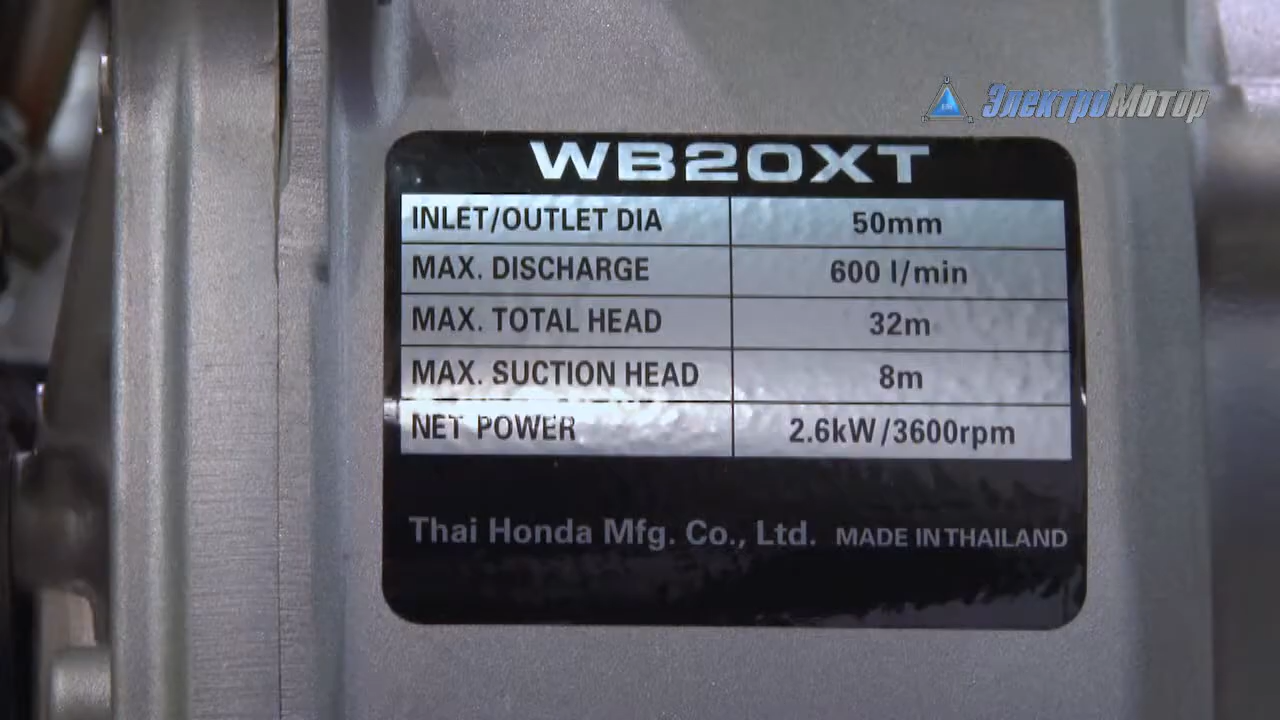 ЭлектроМотор
WB20XT
INLET/OUTLET DIA 50mm
MAX. DISCHARGE 600 l/min
MAX. TOTAL HEAD 32m
MAX. SUCTION HEAD 8m
NET POWER 2.6kW/3600rpm
Thai Honda Mfg. Co., Ltd. MADE IN THAILAND